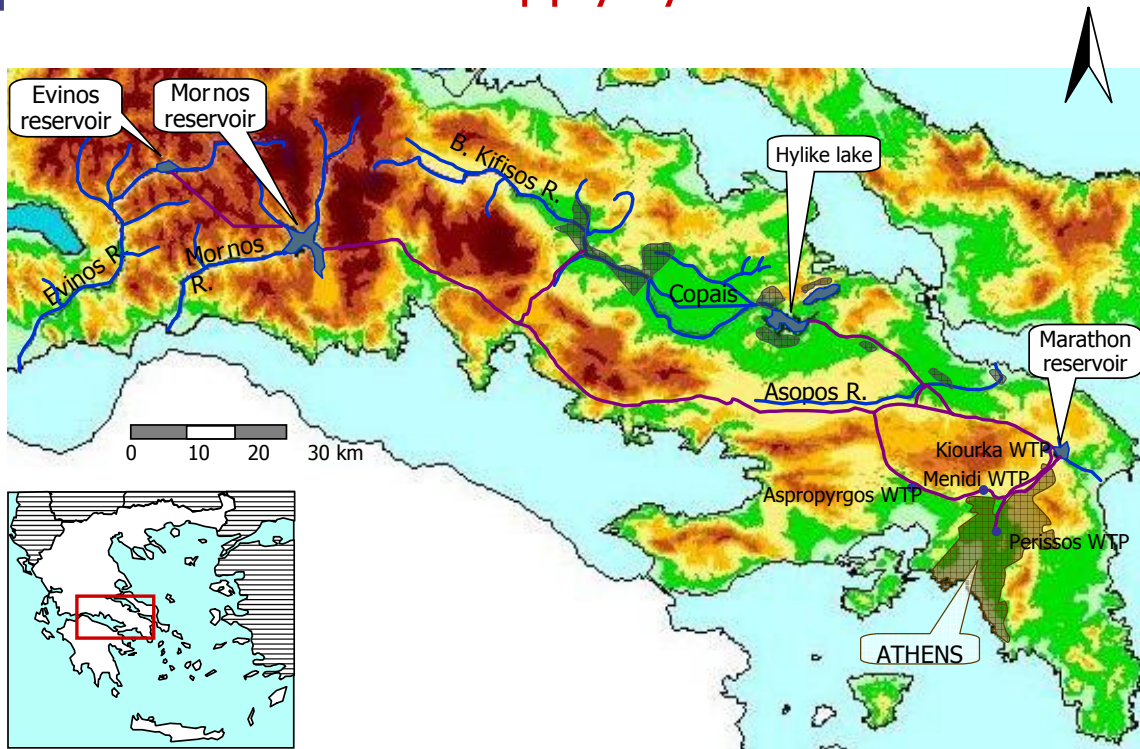 Evinos
reservoir
Mornos
reservoir
B. Kifisos R.
Hylike lake
Mornos
R.
Evinos R.
Copais
Marathon
reservoir
Asopos R.
0 10 20 30 km
Kiourka WTP
Menidi WTP
Aspropyrgos WTP
Perissos WTP
ATHENS